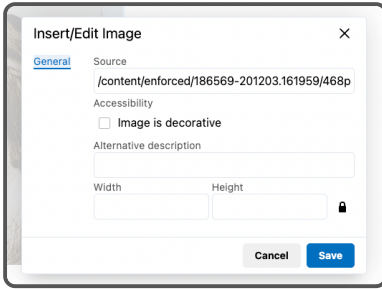 Insert/Edit Image
General
Source
/content/enforced/186569-201203.161959/468p
Accessibility
Image is decorative
Alternative description
Width Height
Cancel Save